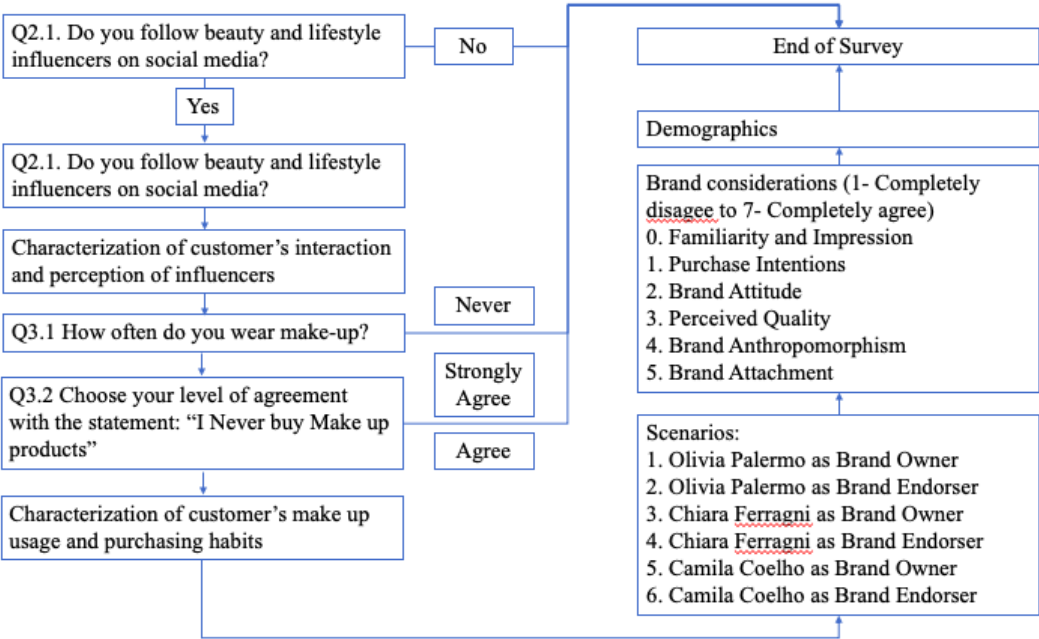 Q2.1. Do you follow beauty and lifestyle
influencers on social media?
No
Yes
Q2.1. Do you follow beauty and lifestyle
influencers on social media?
Characterization of customer’s interaction
and perception of influencers
Q3.1 How often do you wear make-up?
Never
Q3.2 Choose your level of agreement
with the statement: “I Never buy Make up
products”
Strongly
Agree
Agree
Characterization of customer’s make up
usage and purchasing habits
Scenarios:
1. Olivia Palermo as Brand Owner
2. Olivia Palermo as Brand Endorser
3. Chiara Ferragni as Brand Owner
4. Chiara Ferragni as Brand Endorser
5. Camila Coelho as Brand Owner
6. Camila Coelho as Brand Endorser
Brand considerations (1- Completely
disagee to 7- Completely agree)
0. Familiarity and Impression
1. Purchase Intentions
2. Brand Attitude
3. Perceived Quality
4. Brand Anthropomorphism
5. Brand Attachment
Demographics
End of Survey